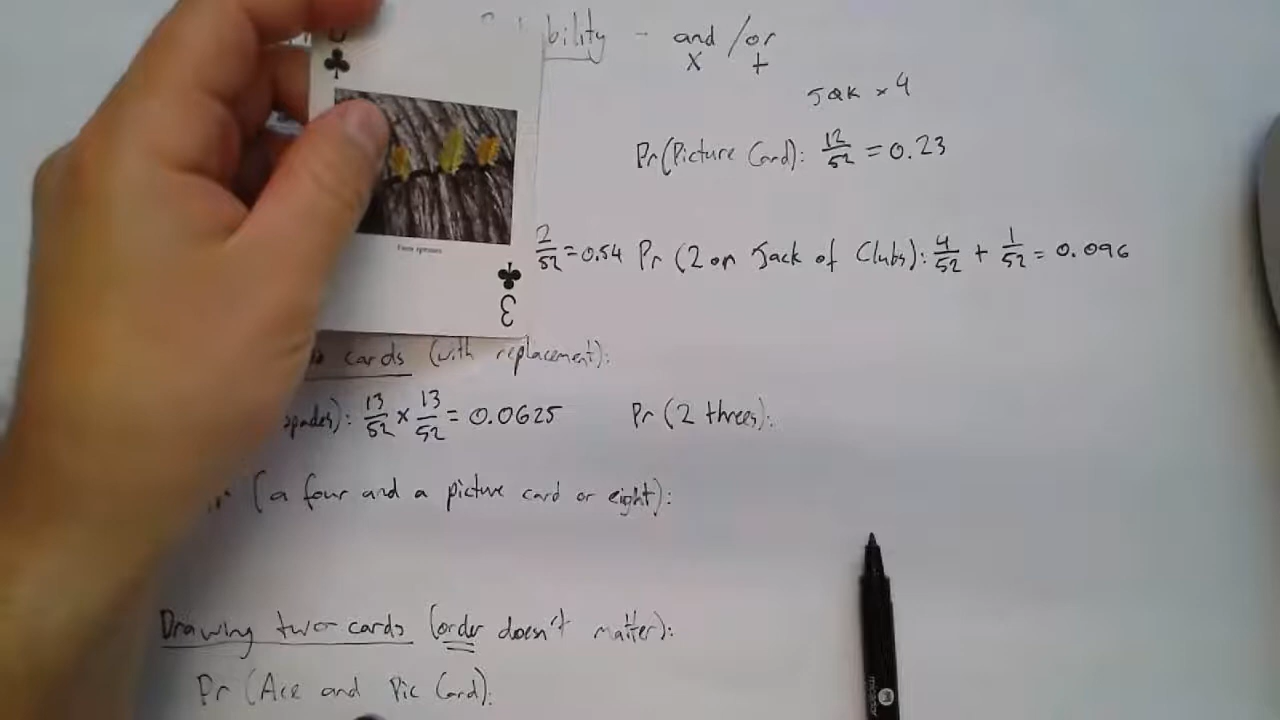 bility - and / or
x +
JQK x 4
Pr(Picture Card): 12/52 = 0.23
2/52 = 0.54 Pr (2 or Jack of Clubs): 4/52 + 1/52 = 0.096
3
cards (with replacement):
spades): 13/52 x 13/52 = 0.0625 Pr (2 threes):
(a four and a picture card or eight):
Drawing two cards (order doesn't matter):
Pr (Ace and Pic Card):